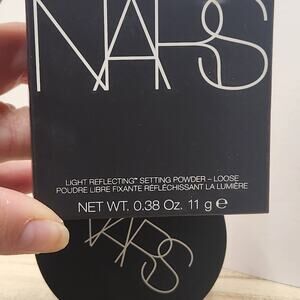 NARS
LIGHT REFLECTING™ SETTING POWDER – LOOSE
POUDRE LIBRE FIXANTE RÉFLÉCHISSANT LA LUMIÈRE
NET WT. 0.38 Oz. 11 g ℮
NARS